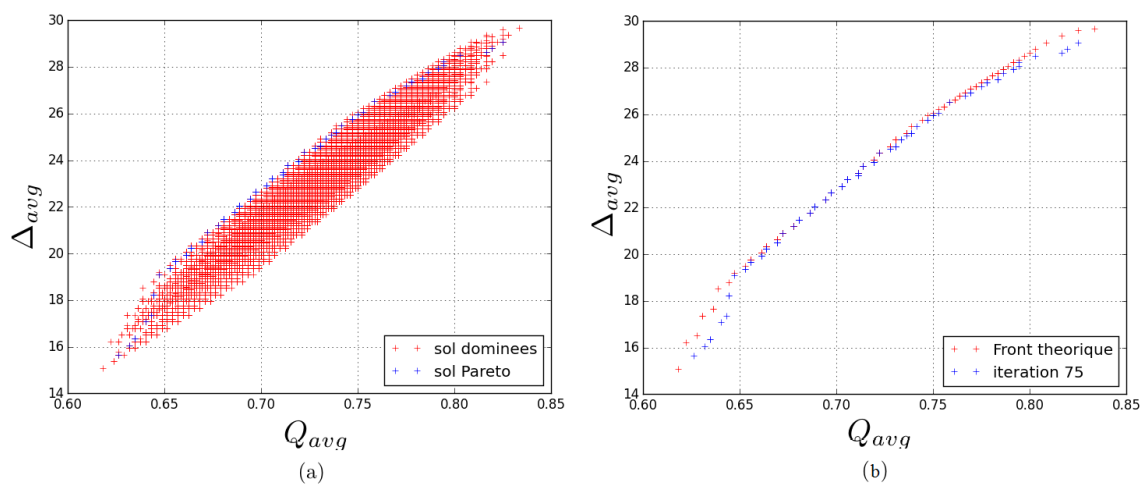 30
28
26
24
22
20
18
16
14
Δavg
0.60 0.65 0.70 0.75 0.80 0.85
Qavg
sol dominees
sol Pareto
(a)
30
28
26
24
22
20
18
16
14
Δavg
0.60 0.65 0.70 0.75 0.80 0.85
Qavg
Front theorique
iteration 75
(b)